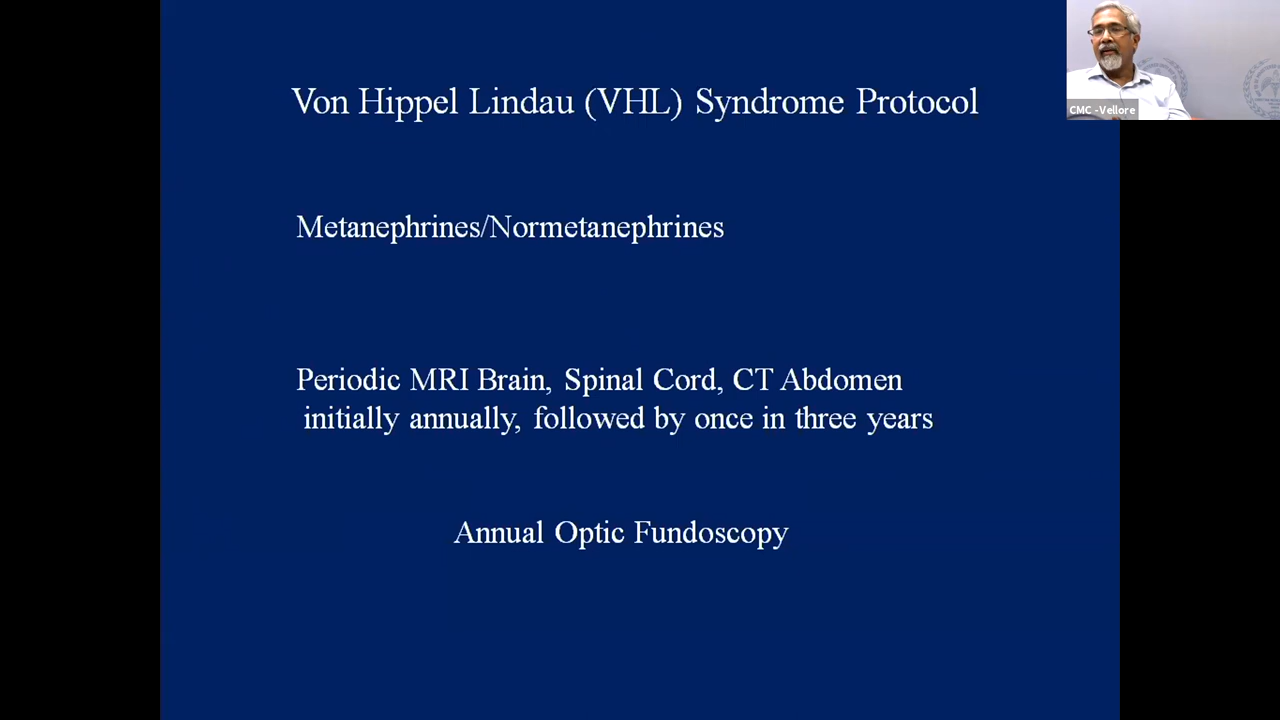 Von Hippel Lindau (VHL) Syndrome Protocol
CMC -Vellore
Metanephrines/Normetanephrines
Periodic MRI Brain, Spinal Cord, CT Abdomen
initially annually, followed by once in three years
Annual Optic Fundoscopy